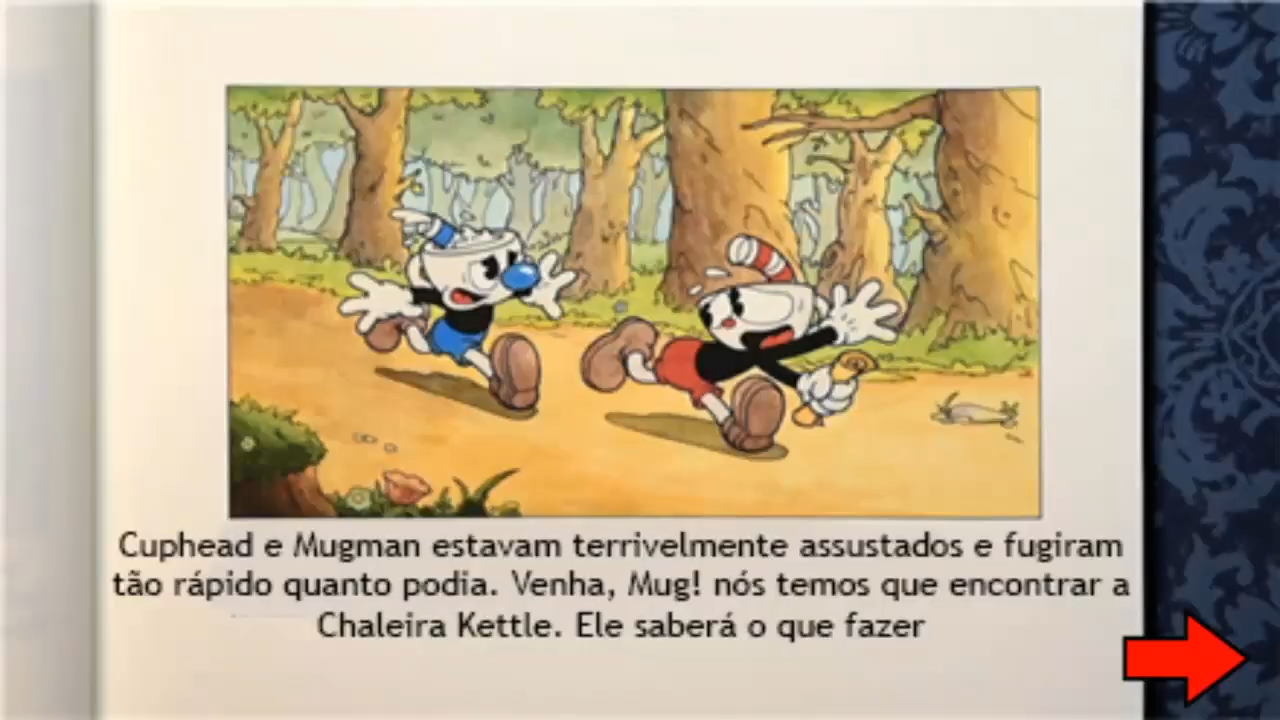 Cuphead e Mugman estavam terrivelmente assustados e fugiram
tão rápido quanto podia. Venha, Mug! nós temos que encontrar a
Chaleira Kettle. Ele saberá o que fazer